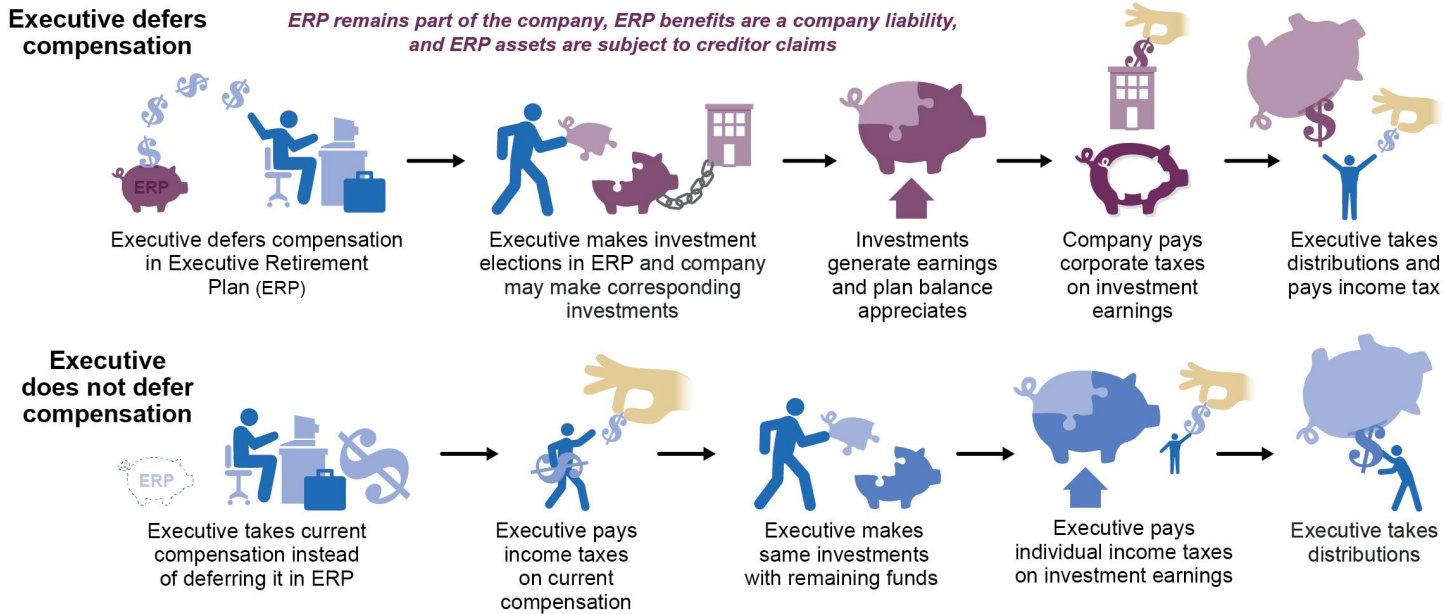 Executive defers
compensation
ERP remains part of the company, ERP benefits are a company liability,
and ERP assets are subject to creditor claims
ERP
Executive defers compensation
in Executive Retirement
Plan (ERP)
Executive makes investment
elections in ERP and company
may make corresponding
investments
Investments
generate earnings
and plan balance
appreciates
Company pays
corporate taxes
on investment
earnings
Executive takes
distributions and
pays income tax
Executive
does not defer
compensation
ERP
Executive takes current
compensation instead
of deferring it in ERP
Executive pays
income taxes
on current
compensation
Executive makes
same investments
with remaining funds
Executive pays
individual income taxes
on investment earnings
Executive takes
distributions